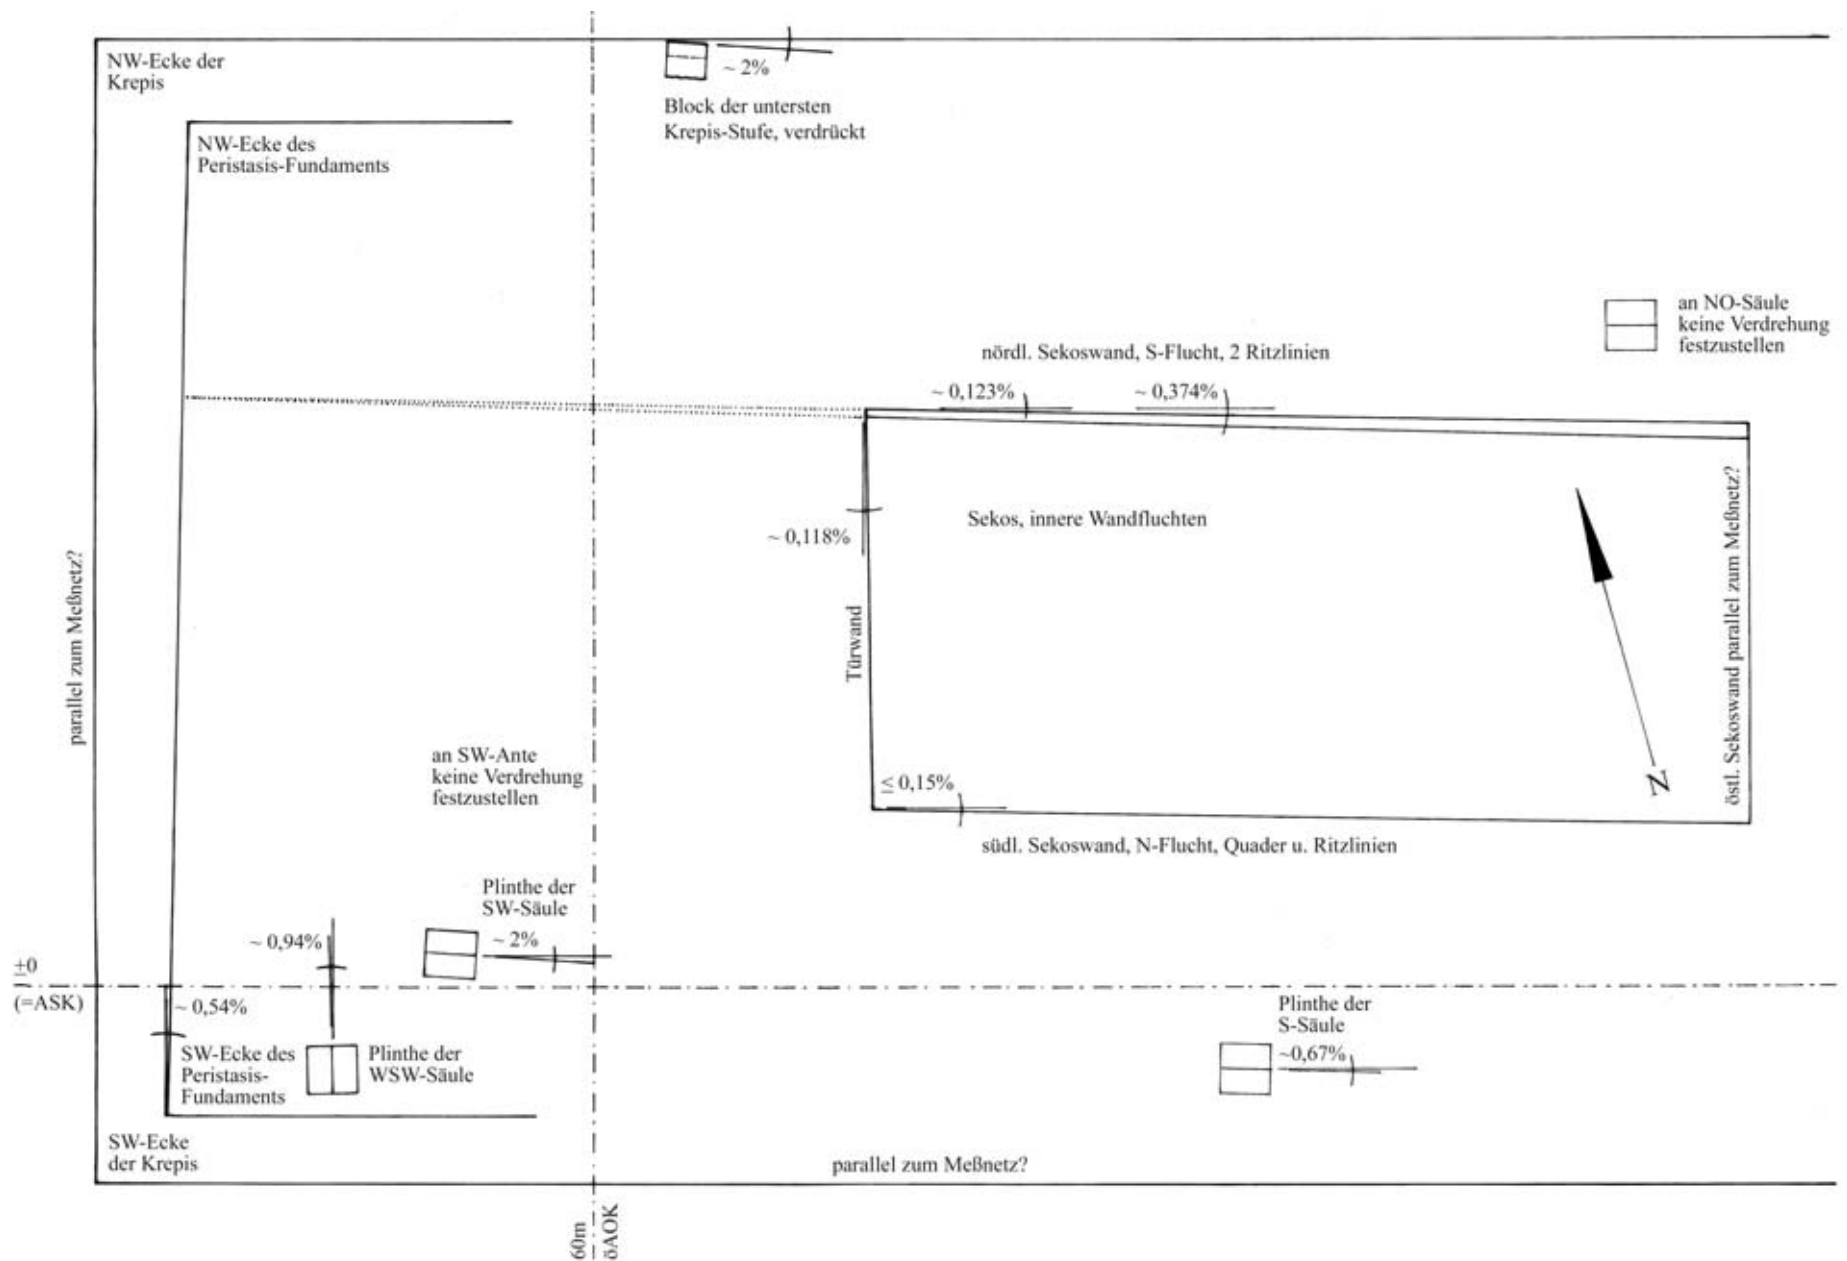 NW-Ecke der
Krepis
~ 2%
Block der untersten
Krepis-Stufe, verdrückt
NW-Ecke des
Peristasis-Fundaments
an NO-Säule
keine Verdrehung
festzustellen
nördl. Sekoswand, S-Flucht, 2 Ritzlinien
~ 0,123%
~ 0,374%
Sekos, innere Wandfluchten
~ 0,118%
Türwand
östl. Sekoswand parallel zum Meßnetz?
parallel zum Meßnetz?
N
an SW-Ante
keine Verdrehung
festzustellen
≤ 0,15%
südl. Sekoswand, N-Flucht, Quader u. Ritzlinien
Plinthe der
SW-Säule
~ 2%
~ 0,94%
±0
(=ASK)
~ 0,54%
SW-Ecke des
Peristasis-
Fundaments
Plinthe der
WSW-Säule
Plinthe der
S-Säule
~0,67%
SW-Ecke
der Krepis
parallel zum Meßnetz?
60m
öAOK